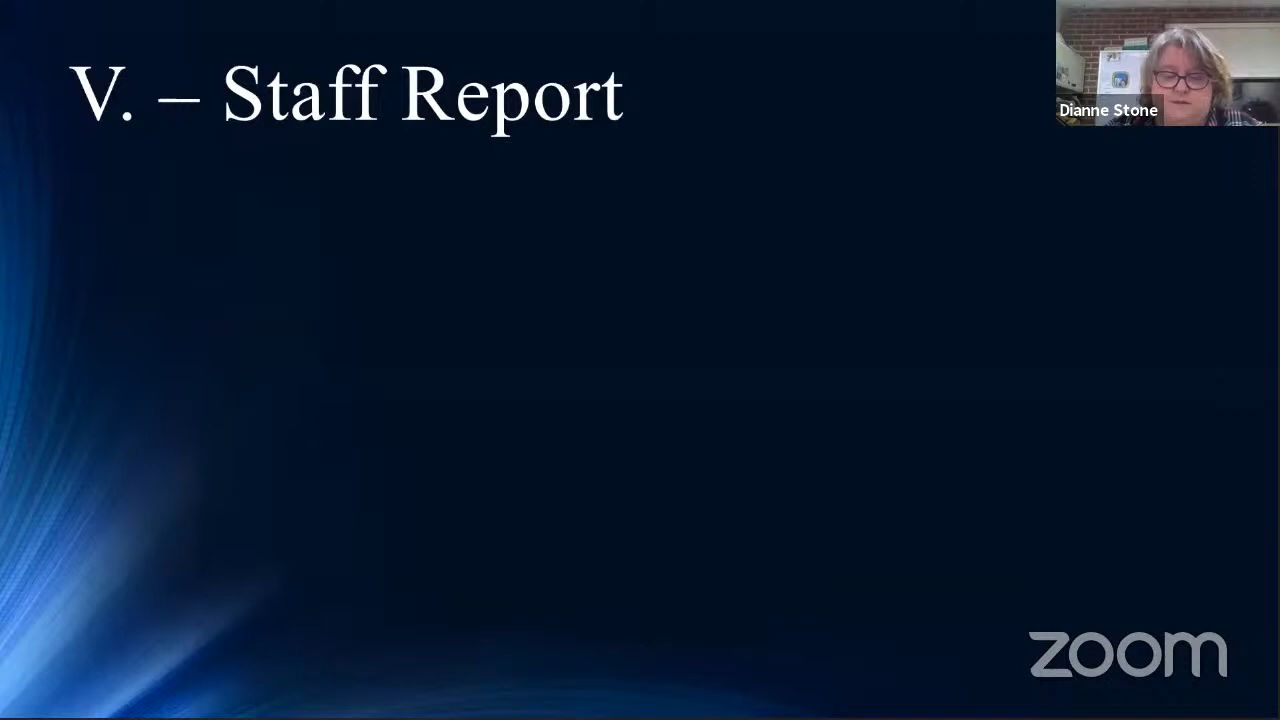 V. – Staff Report
Dianne Stone
zoom